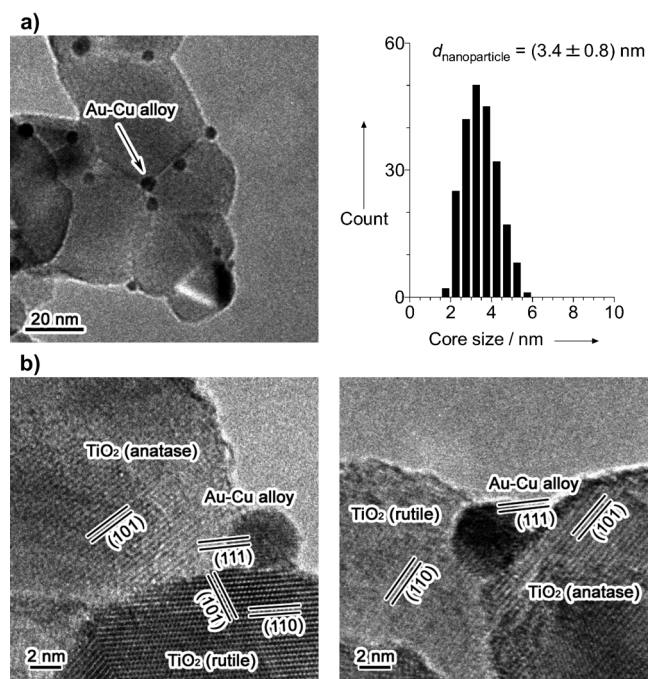 a)
Au-Cu alloy
20 nm
d nanoparticle = (3.4 ± 0.8) nm
60
30
0
Count
0 2 4 6 8 10
Core size / nm
b)
TiO2 (anatase)
Au-Cu alloy
(101)
(111)
(101)
(110)
TiO2 (rutile)
2 nm
Au-Cu alloy
TiO2 (rutile)
(111)
(101)
(110)
TiO2 (anatase)
2 nm